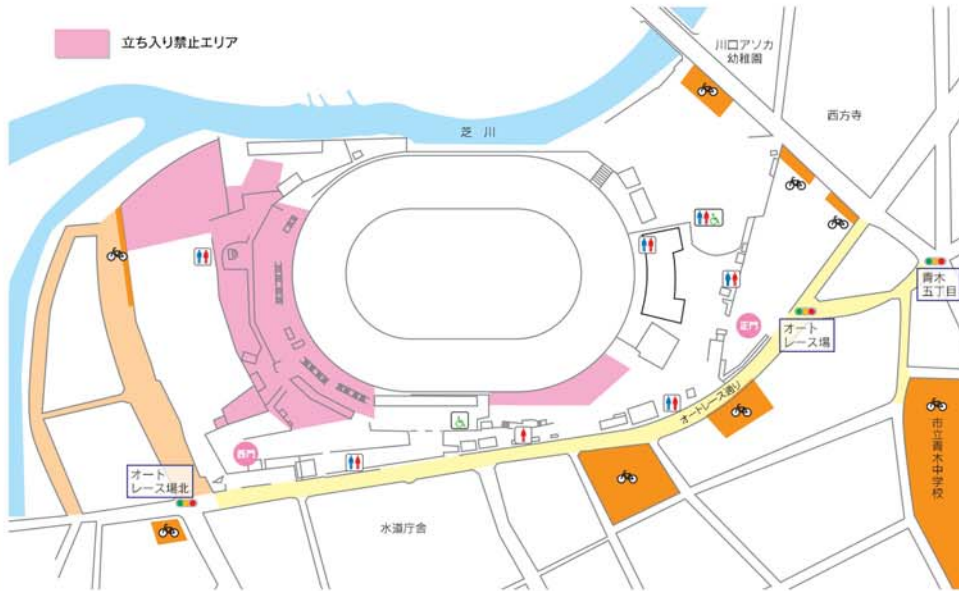 立ち入り禁止エリア
川口アソカ
幼稚園
西方寺
芝川
青木
五丁目
正門
オート
レース場
オートレース通り
市立青木中学校
西門
オート
レース場北
水道庁舎